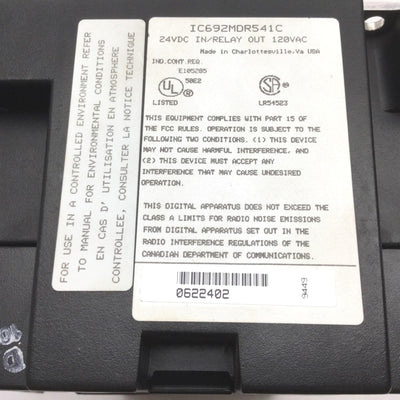 IC692MDR541C
24VDC IN/RELAY OUT 120VAC
Made in Charlottesville, Va USA
IND.CONT.EQ.
E105285
50E2
UL
SA
LISTED
LR54523
THIS EQUIPMENT COMPLIES WITH PART 15 OF
THE FCC RULES. OPERATION IS SUBJECT TO THE
FOLLOWING TWO CONDITIONS. (1) THIS DEVICE
MAY NOT CAUSE HARMFUL INTERFERENCE, AND
(2) THIS DEVICE MUST ACCEPT ANY
INTERFERENCE THAT MAY CAUSE UNDESIRED
OPERATION.
THIS DIGITAL APPARATUS DOES NOT EXCEED THE
CLASS A LIMITS FOR RADIO NOISE EMISSIONS
FROM DIGITAL APPARATUS SET OUT IN THE
RADIO INTERFERENCE REGULATIONS OF THE
CANADIAN DEPARTMENT OF COMMUNICATIONS.
0622402
9449
FOR USE IN A CONTROLLED ENVIRONMENT REFER
TO MANUAL FOR ENVIRONMENTAL CONDITIONS
EN CAS D' UTILISATION EN ATMOSPHERE
CONTROLLEE, CONSULTER LA NOTICE TECHNIQUE